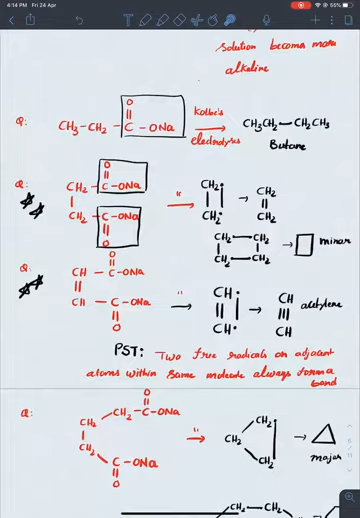 4:14 PM Fri 24 Apr
55%
solution becomes more
alkaline
Q:
O
||
CH₃-CH₂ - C - ONa
Kolbe's
electrolyses
CH₃CH₂—CH₂CH₃
Butane
Q:
O
||
CH₂ - C - ONa
|
CH₂ - C - ONa
||
O
"
CH₂•
|
CH₂•
CH₂
||
CH₂
CH₂—CH₂
CH₂—CH₂
minor
Q:
O
||
CH - C - ONa
||
CH - C - ONa
||
O
"
CH•
||
CH•
CH
|||
CH
acetylene
PST: Two free radicals on adjacent
atoms within same molecule always form a
bond
Q:
O
||
CH₂ - C - ONa
CH₂
|
CH₂
C - ONa
||
O
"
CH₂
CH₂
CH₂
major
CH₂ — CH₂